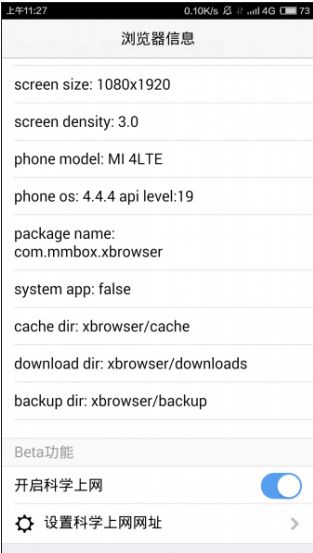 上午11:27
0.10K/s
4G
73
浏览器信息
screen size: 1080x1920
screen density: 3.0
phone model: MI 4LTE
phone os: 4.4.4 api level:19
package name:
com.mmbox.xbrowser
system app: false
cache dir: xbrowser/cache
download dir: xbrowser/downloads
backup dir: xbrowser/backup
Beta功能
开启科学上网
设置科学上网网址